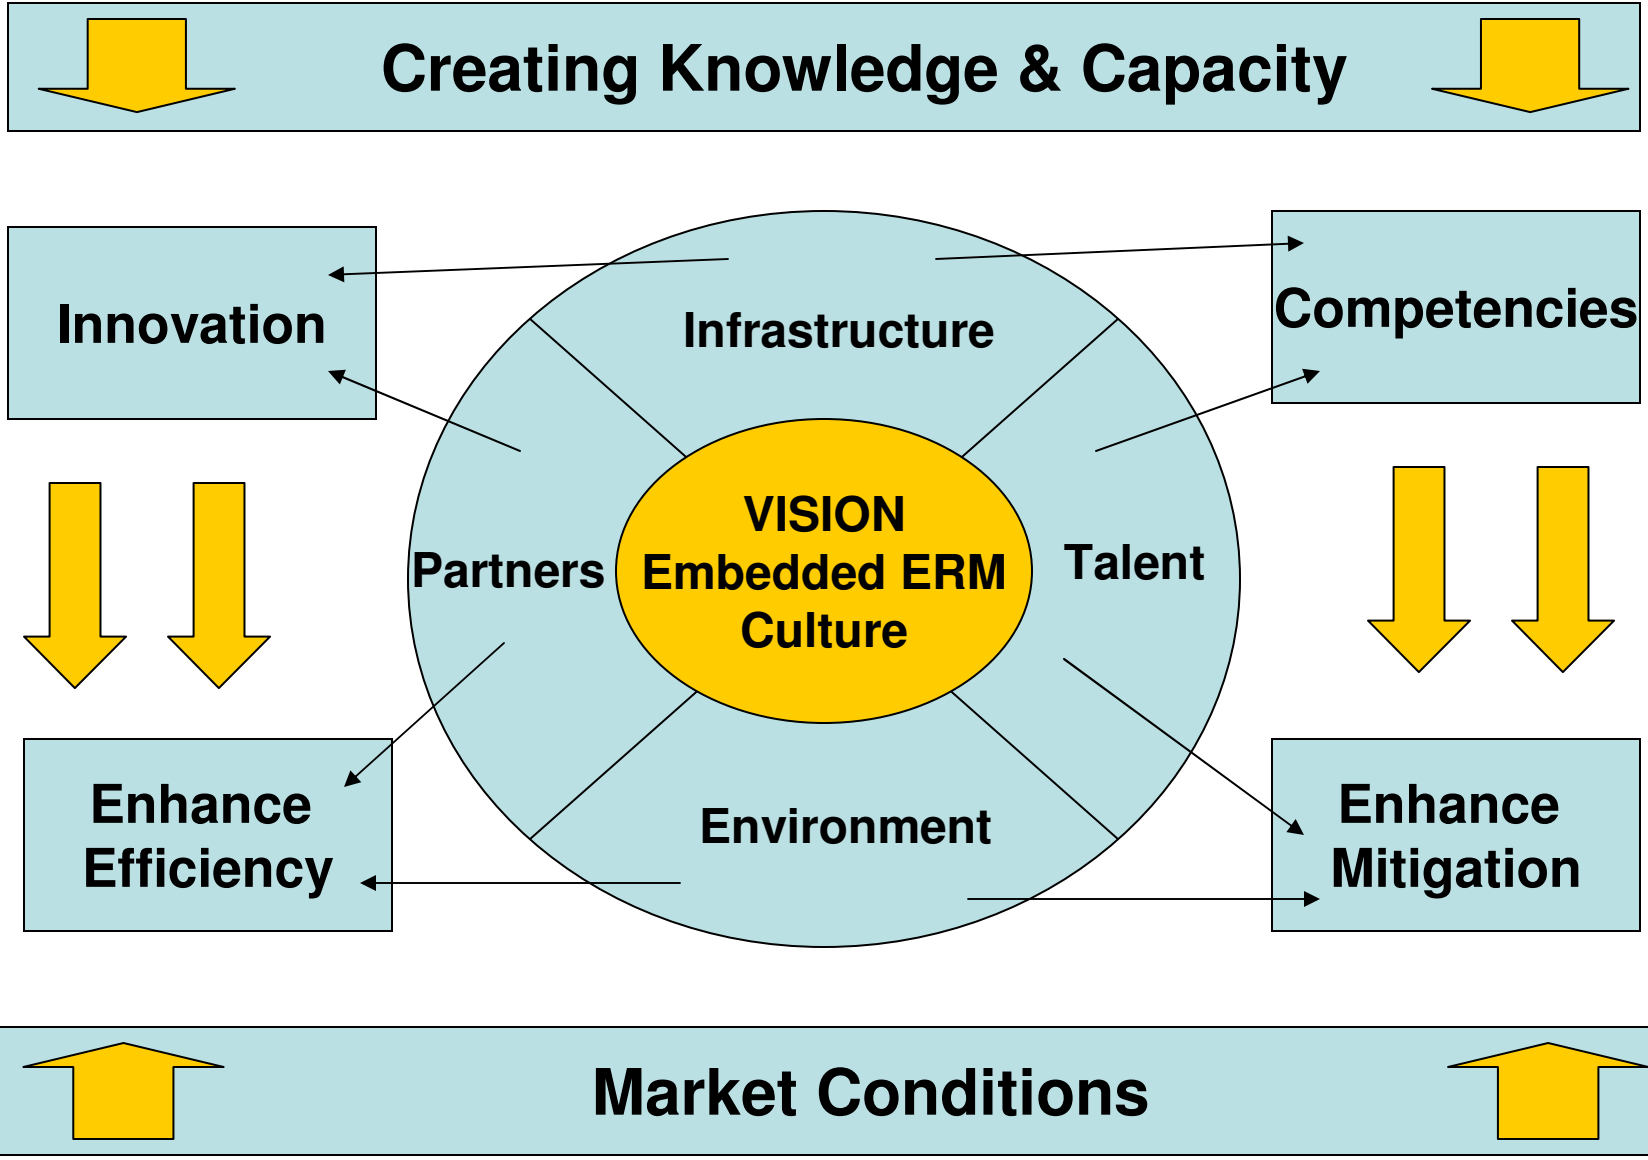 Creating Knowledge & Capacity
Innovation
Infrastructure
Competencies
Partners
VISION
Embedded ERM
Culture
Talent
Enhance
Efficiency
Environment
Enhance
Mitigation
Market Conditions